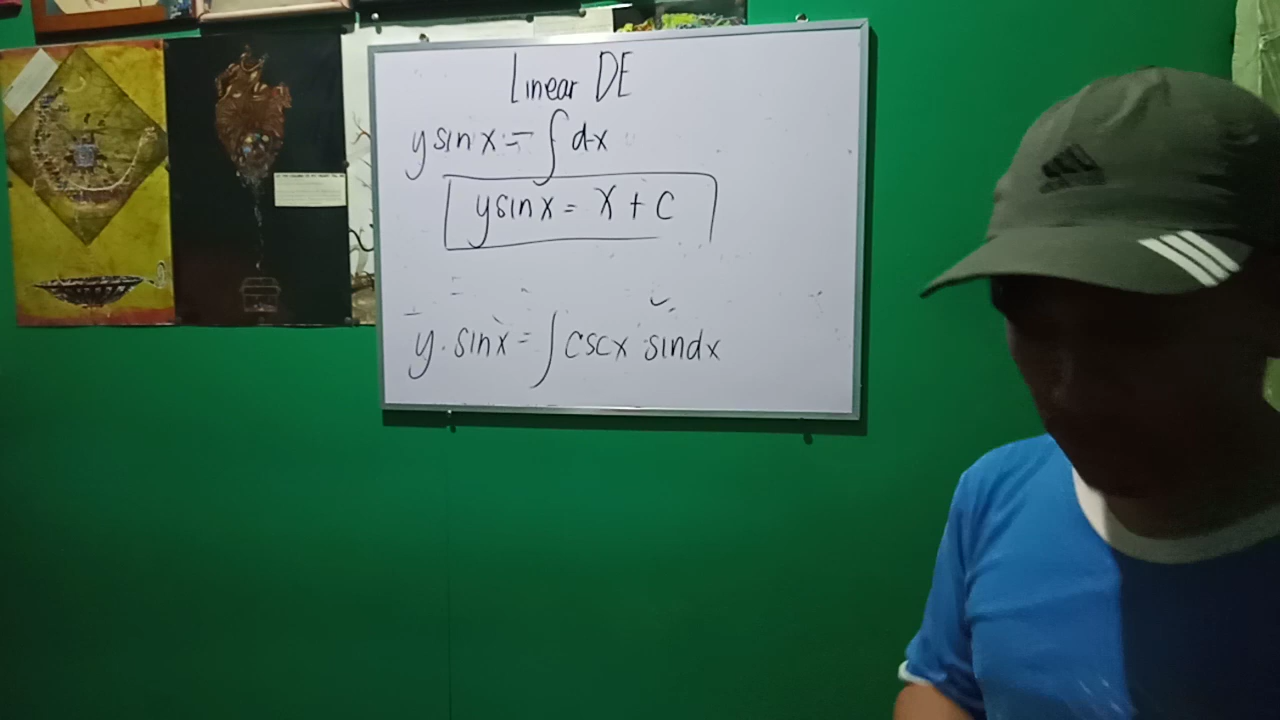 Linear DE
y sin x = ∫ dx
y sin x = x + c
y · sin x = ∫ csc x sin dx